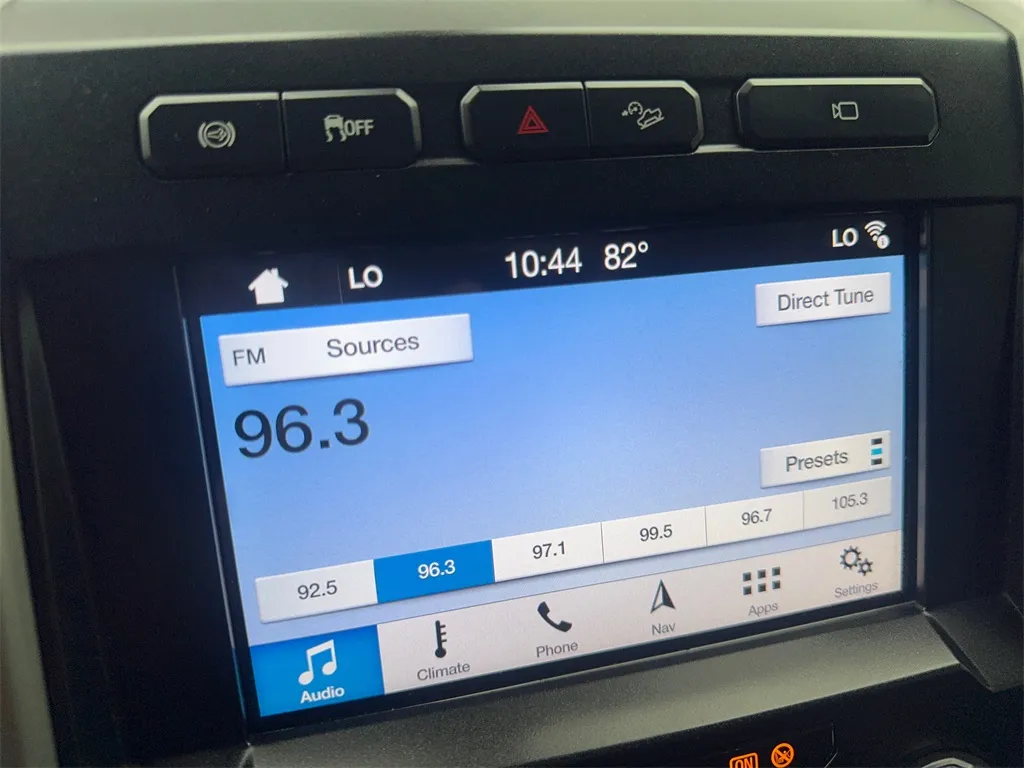 OFF
LO 10:44 82° LO
Direct Tune
FM Sources
96.3
Presets
92.5 96.3 97.1 99.5 96.7 105.3
Audio Climate Phone Nav Apps Settings
ON